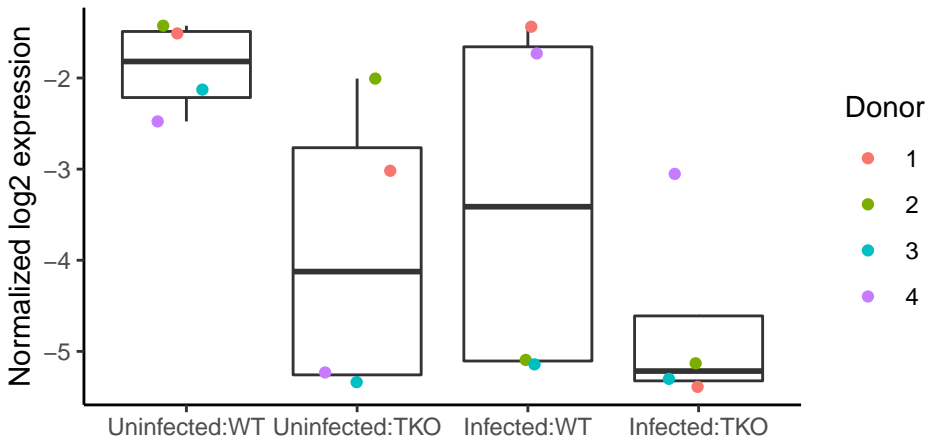 Normalized log2 expression
−2
−3
−4
−5
Uninfected:WT
Uninfected:TKO
Infected:WT
Infected:TKO
Donor
1
2
3
4